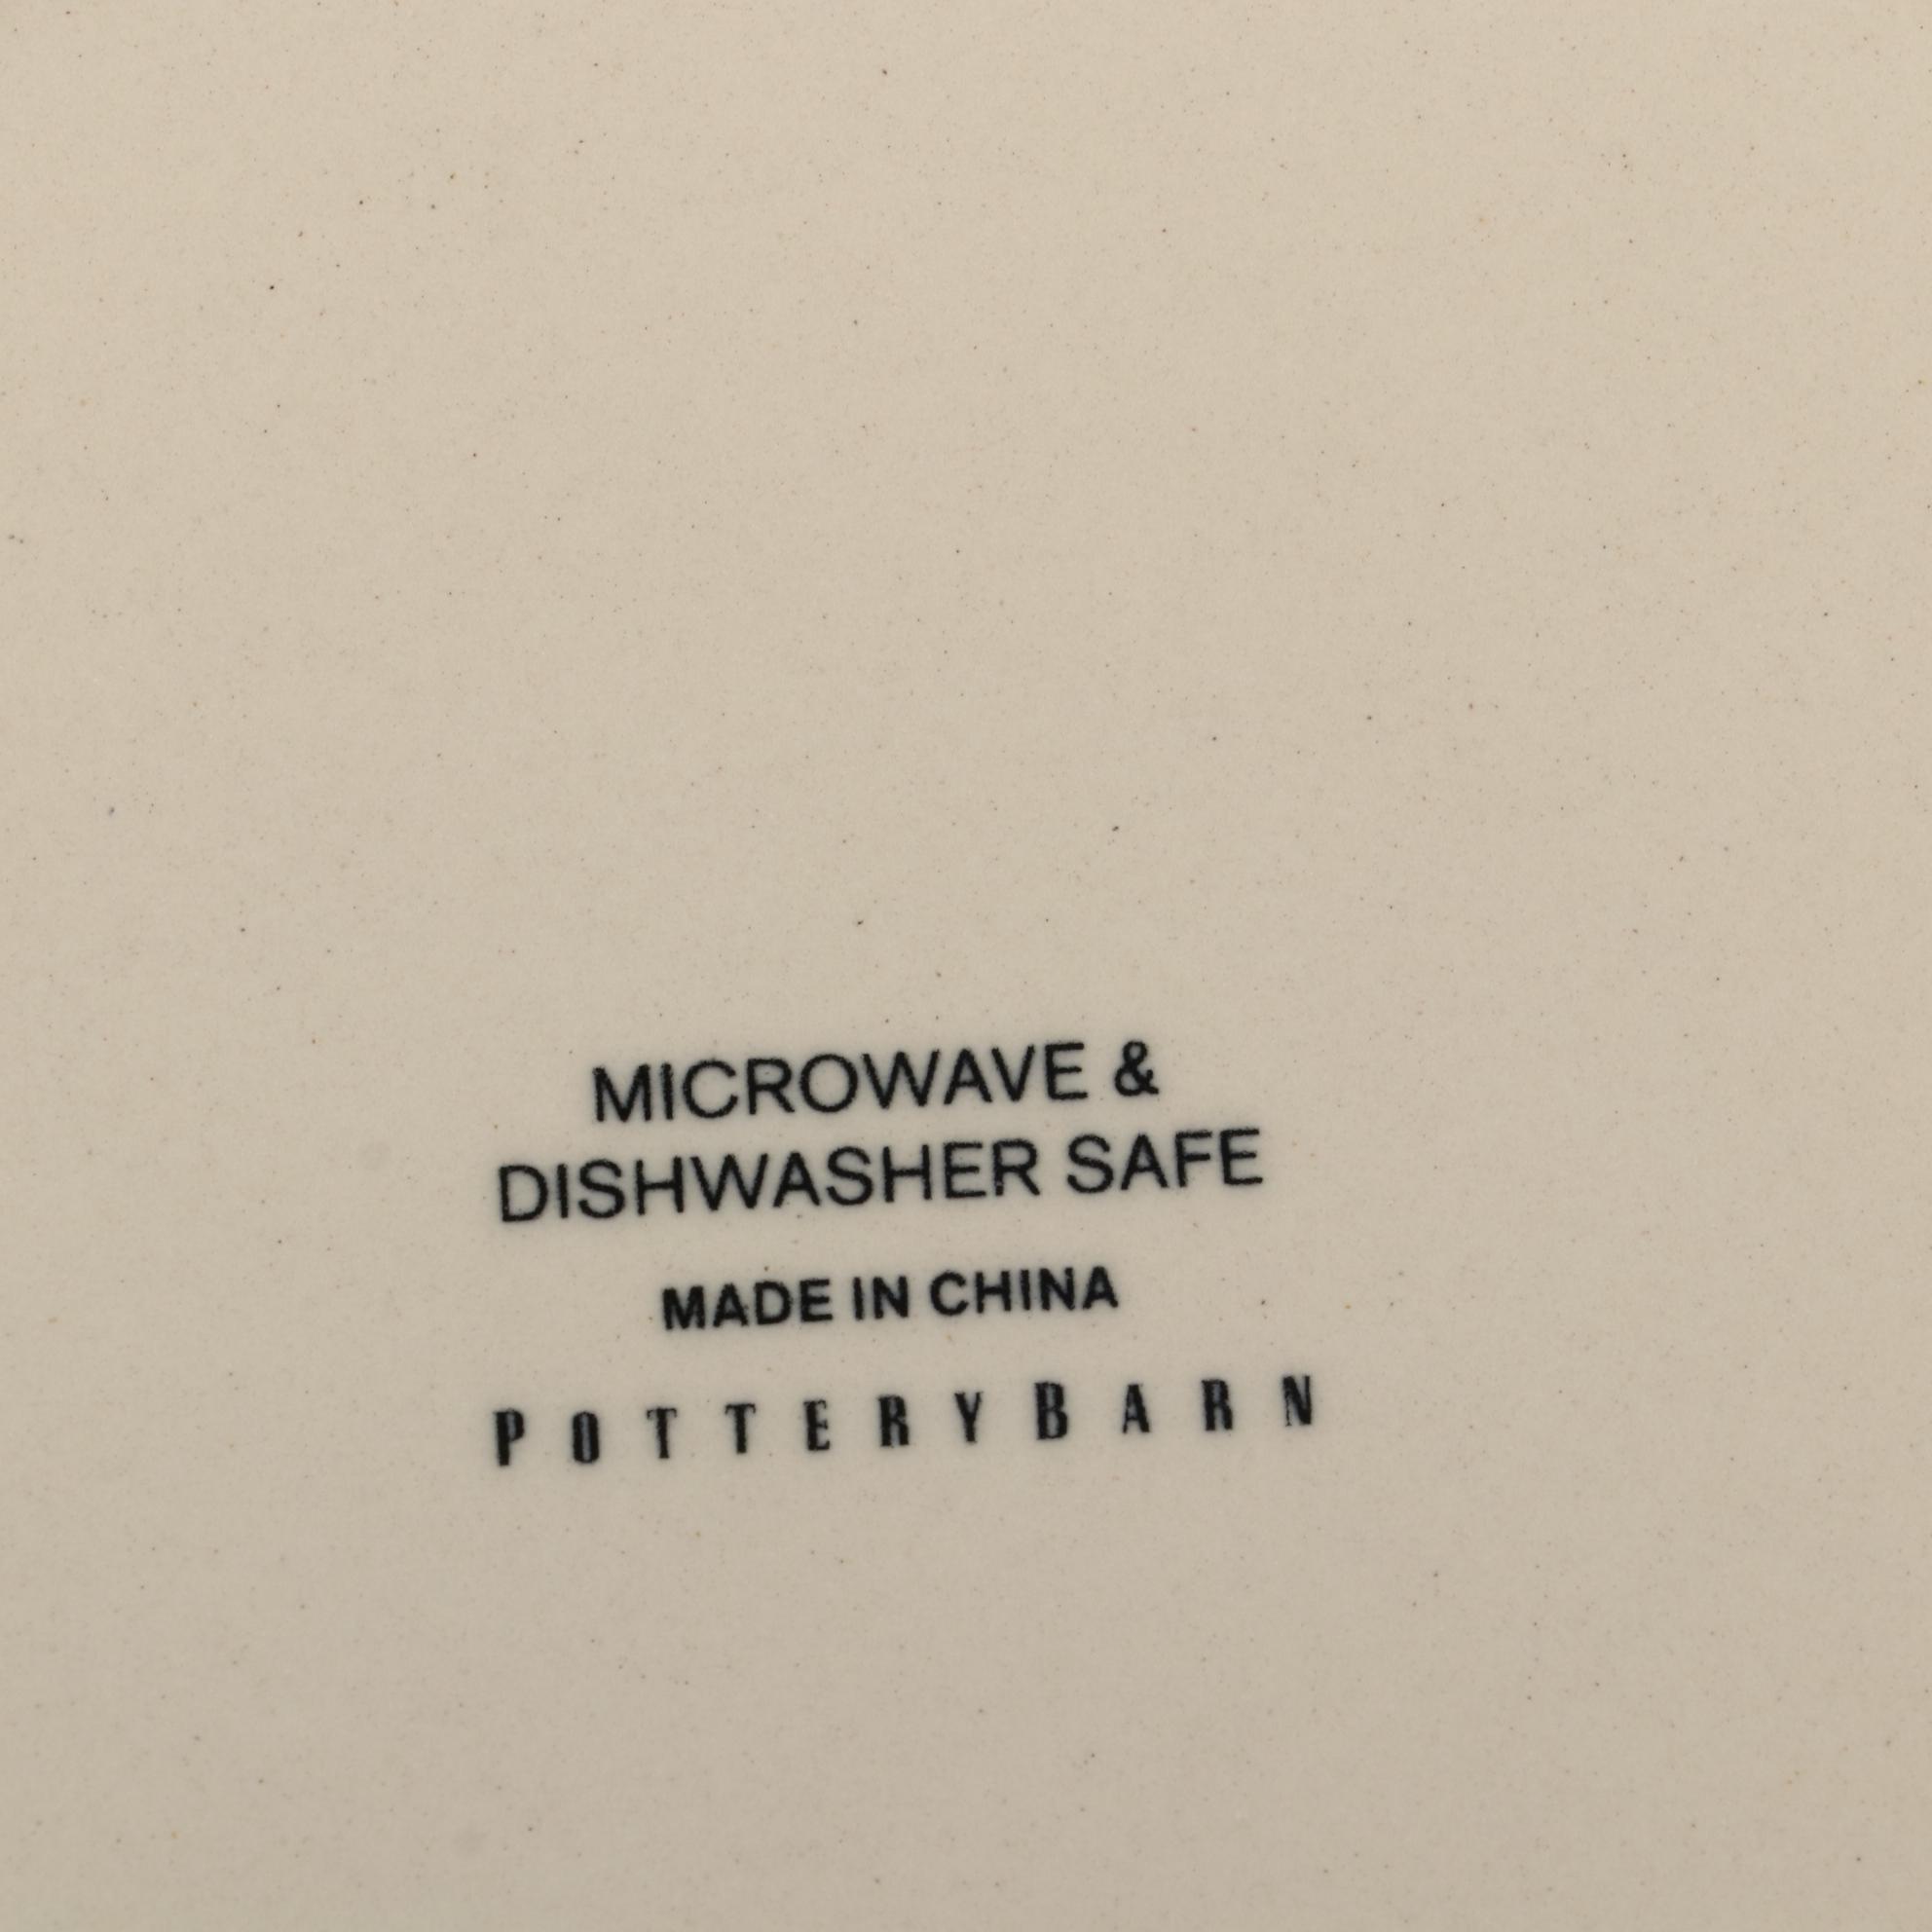 MICROWAVE &
DISHWASHER SAFE
MADE IN CHINA
POTTERYBARN